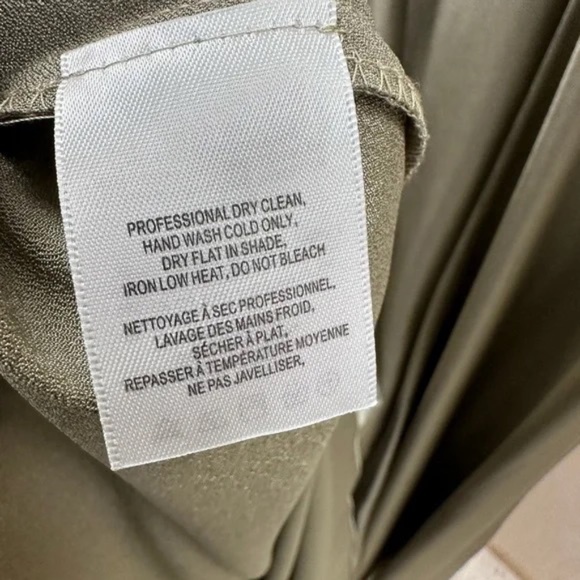 PROFESSIONAL DRY CLEAN,
HAND WASH COLD ONLY,
DRY FLAT IN SHADE,
IRON LOW HEAT, DO NOT BLEACH
NETTOYAGE À SEC PROFESSIONNEL,
LAVAGE DES MAINS FROID,
SÉCHER À PLAT,
REPASSER À TEMPÉRATURE MOYENNE
NE PAS JAVELLISER,